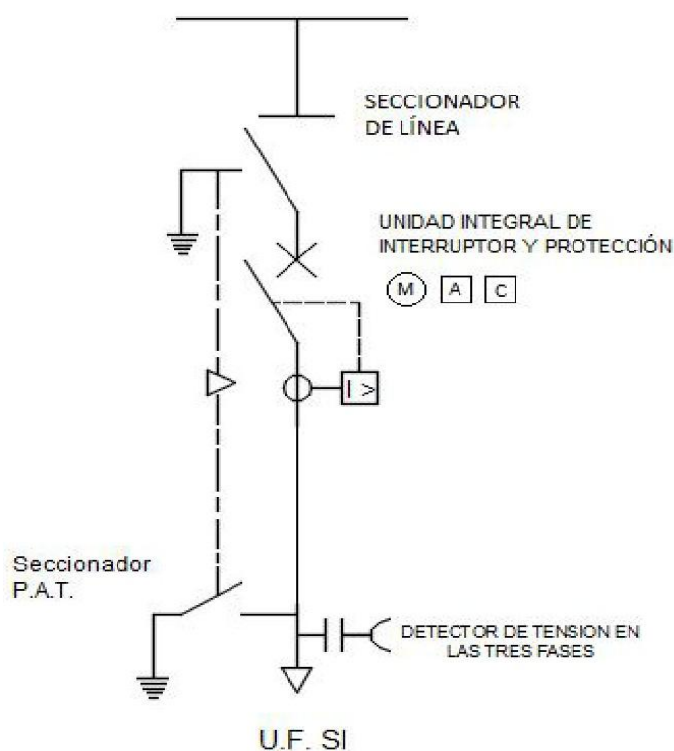 SECCIONADOR
DE LÍNEA
UNIDAD INTEGRAL DE
INTERRUPTOR Y PROTECCIÓN
M A C
I >
Seccionador
P.A.T.
DETECTOR DE TENSION EN
LAS TRES FASES
U.F. SI